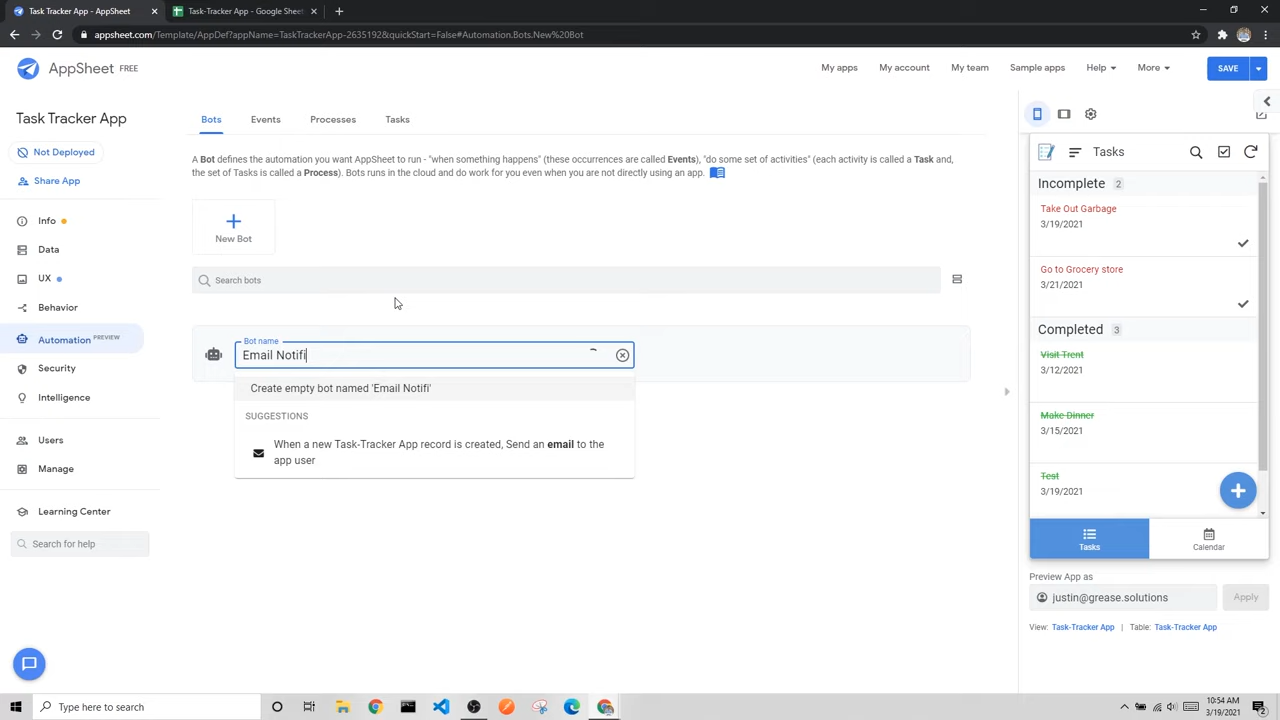 Task Tracker App - AppSheet
Task-Tracker App - Google Sheet
appsheet.com/Template/AppDef?appName=TaskTrackerApp-2635192&quickStart=False#Automation.Bots.New%20Bot
AppSheet FREE
My apps
My account
My team
Sample apps
Help
More
SAVE
Task Tracker App
Not Deployed
Share App
Info
Data
UX
Behavior
Automation PREVIEW
Security
Intelligence
Users
Manage
Learning Center
Search for help
Bots
Events
Processes
Tasks
A Bot defines the automation you want AppSheet to run - "when something happens" (these occurrences are called Events), "do some set of activities" (each activity is called a Task and,
the set of Tasks is called a Process). Bots runs in the cloud and do work for you even when you are not directly using an app.
New Bot
Search bots
Bot name
Email Notifi
Create empty bot named 'Email Notifi'
SUGGESTIONS
When a new Task-Tracker App record is created, Send an email to the
app user
Tasks
Incomplete 2
Take Out Garbage
3/19/2021
Go to Grocery store
3/21/2021
Completed 3
Visit Trent
3/12/2021
Make Dinner
3/15/2021
Test
3/19/2021
Tasks
Calendar
Preview App as
justin@grease.solutions
Apply
View: Task-Tracker App | Table: Task-Tracker App
Type here to search
10:54 AM
3/19/2021
2